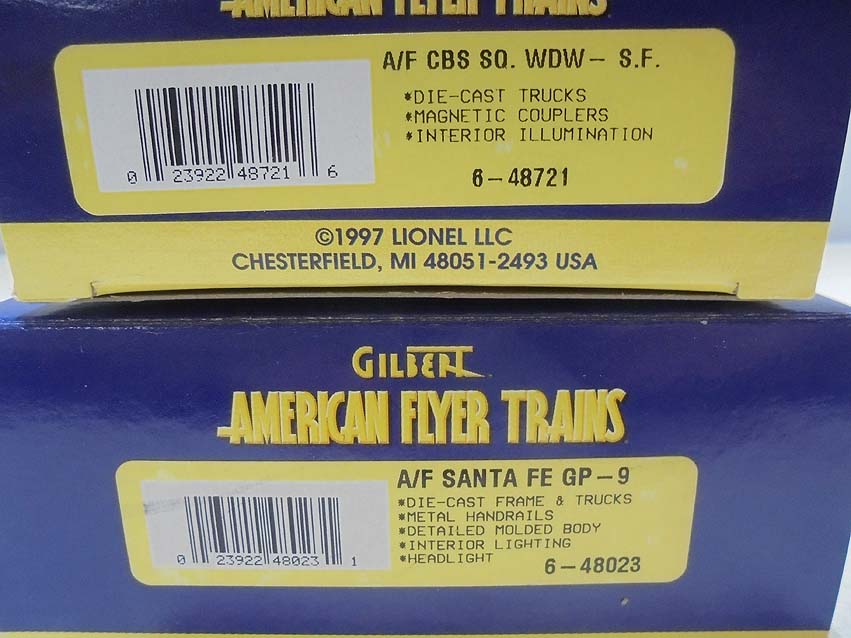 AMERICAN FLYER TRAINS
A/F CBS SQ. WDW - S.F.
*DIE-CAST TRUCKS
*MAGNETIC COUPLERS
*INTERIOR ILLUMINATION
0 23922 48721 6
6-48721
©1997 LIONEL LLC
CHESTERFIELD, MI 48051-2493 USA
GILBERT
AMERICAN FLYER TRAINS
A/F SANTA FE GP-9
*DIE-CAST FRAME & TRUCKS
*METAL HANDRAILS
*DETAILED MOLDED BODY
*INTERIOR LIGHTING
*HEADLIGHT
0 23922 48023 1
6-48023